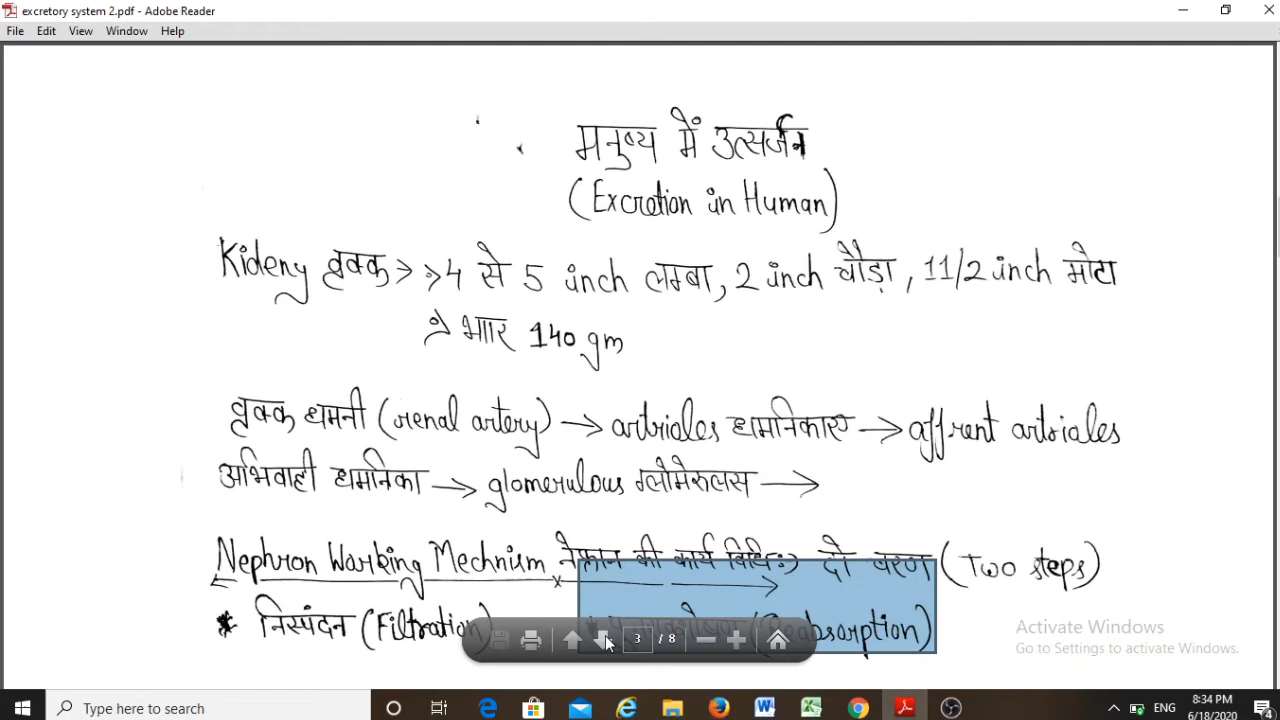 excretory system 2.pdf - Adobe Reader
File Edit View Window Help
मनुष्य में उत्सर्जन
(Excretion in Human)
Kideny वृक्क > 4 से 5 inch लम्बा, 2 inch चौड़ा, 11/2 inch मोटा
भार 140 gm
वृक्क धमनी (renal artery) → artriales धमनिकाए → affrent artriales
अभिवाही धमनिका → glomerulous ग्लोमेरुलस →
Nephron Working Mechnism नेफ्रान की कार्य विधि :> दो चरण (Two steps)
* निस्पंदन (Filtration) (Reabsorption)
3 / 8
Activate Windows
Go to Settings to activate Windows.
Type here to search
ENG
8:34 PM
6/18/2020
4